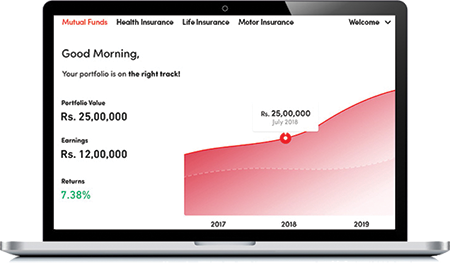 Mutual Funds Health Insurance Life Insurance Motor Insurance Welcome
Good Morning,
Your portfolio is on the right track!
Portfolio Value
Rs. 25,00,000
Earnings
Rs. 12,00,000
Returns
7.38%
Rs. 25,00,000
July 2018
2017 2018 2019